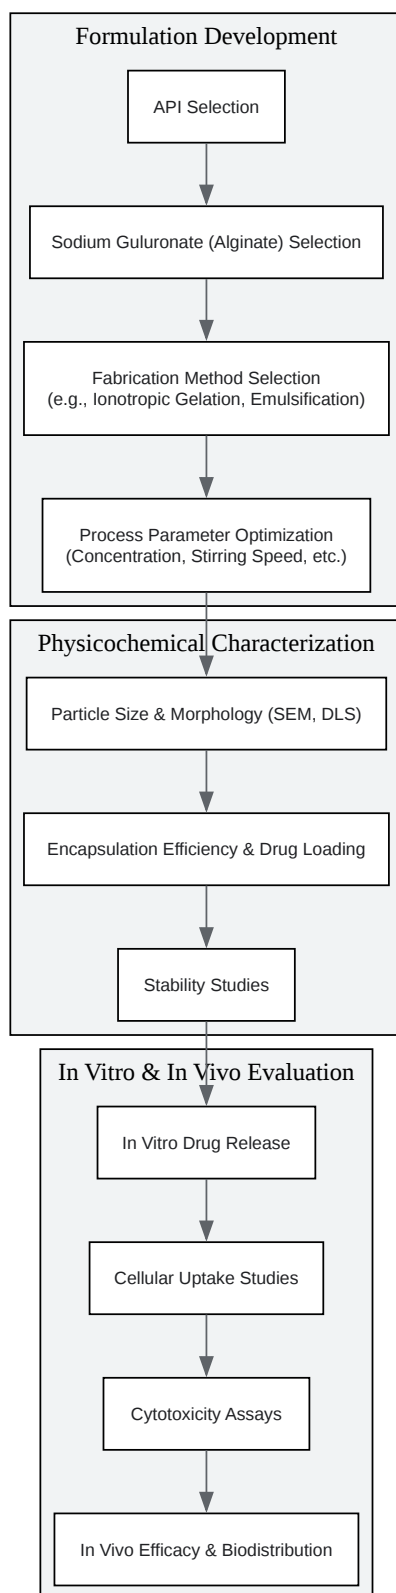 Formulation Development
API Selection
Sodium Guluronate (Alginate) Selection
Fabrication Method Selection
(e.g., Ionotropic Gelation, Emulsification)
Process Parameter Optimization
(Concentration, Stirring Speed, etc.)
Physicochemical Characterization
Particle Size & Morphology (SEM, DLS)
Encapsulation Efficiency & Drug Loading
Stability Studies
In Vitro & In Vivo Evaluation
In Vitro Drug Release
Cellular Uptake Studies
Cytotoxicity Assays
In Vivo Efficacy & Biodistribution